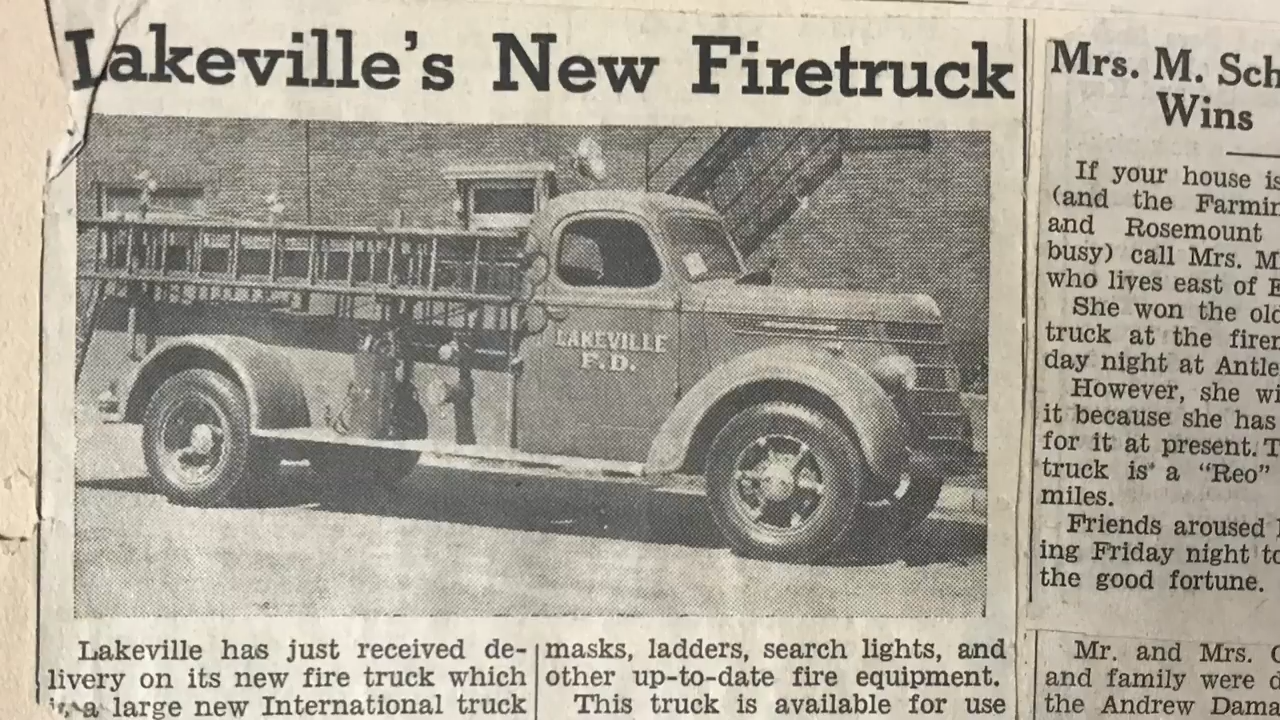 Lakeville's New Firetruck
LAKEVILLE
F.D.
Lakeville has just received de-
livery on its new fire truck which
a large new International truck
masks, ladders, search lights, and
other up-to-date fire equipment.
This truck is available for use
Mrs. M. Sch
Wins
If your house is
(and the Farmin
and Rosemount
busy) call Mrs. M
who lives east of
She won the old
truck at the firem
day night at Antle
However, she wi
it because she has
for it at present. T
truck is a "Reo"
miles.
Friends aroused
ing Friday night to
the good fortune.
Mr. and Mrs.
and family were d
the Andrew Dama